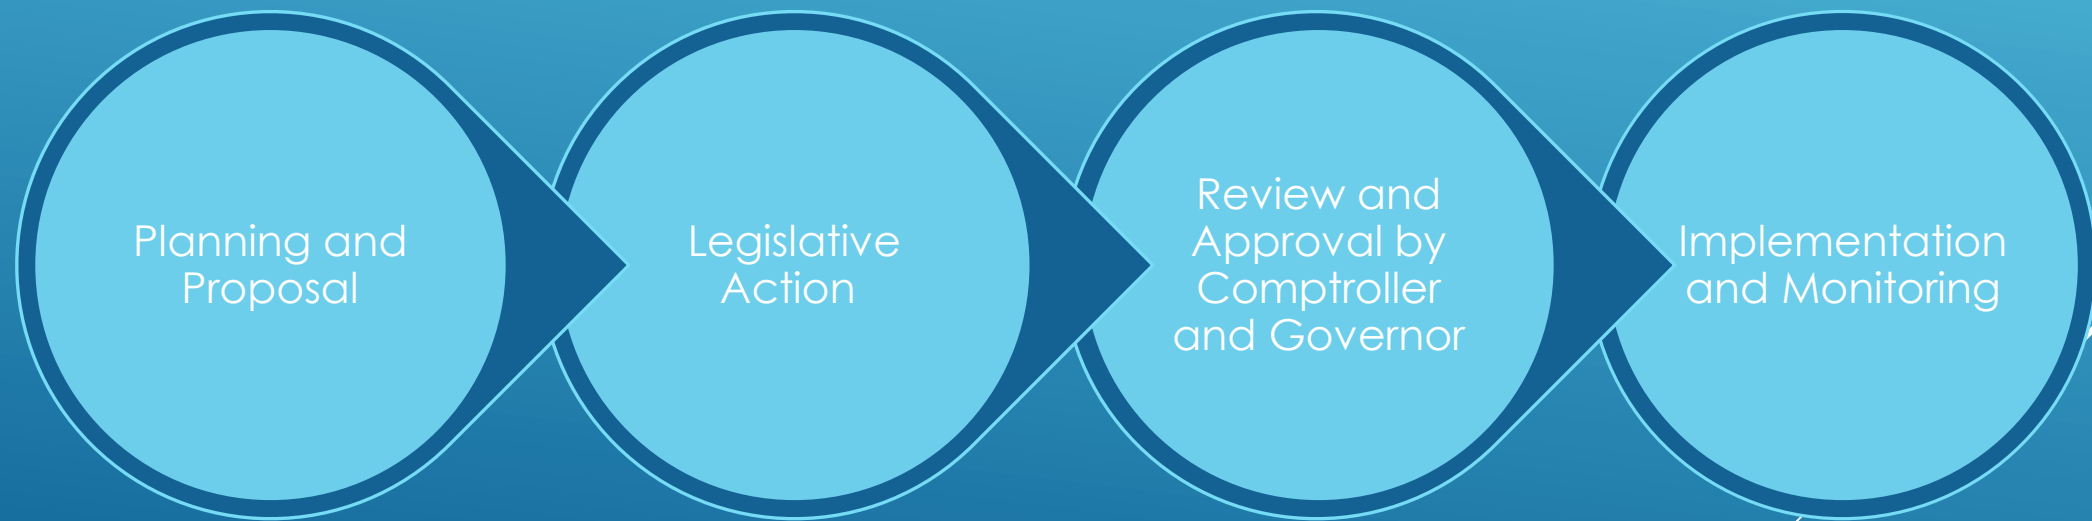 Planning and
Proposal
Legislative
Action
Review and
Approval by
Comptroller
and Governor
Implementation
and Monitoring